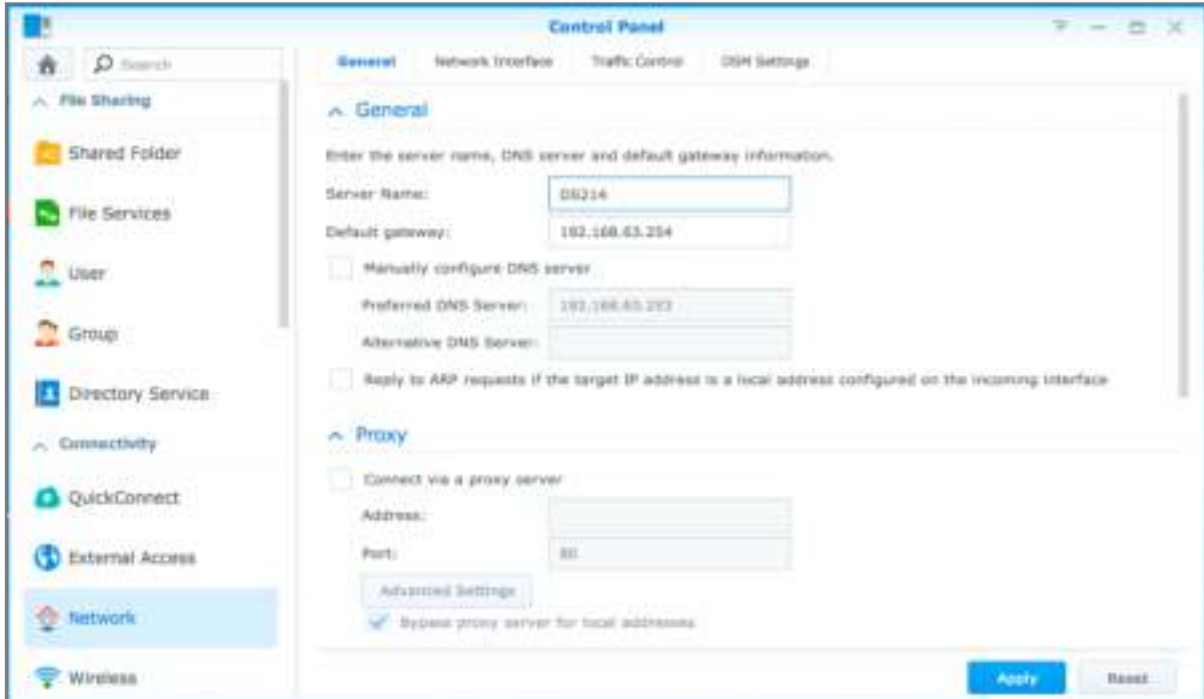 Control Panel
Search
General Network Interface Traffic Control DSM Settings
File Sharing
Shared Folder
File Services
User
Group
Directory Service
Connectivity
QuickConnect
External Access
Network
Wireless
General
Enter the server name, DNS server and default gateway information.
Server Name: DS214
Default gateway: 192.168.63.254
Manually configure DNS server
Preferred DNS Server:
Alternative DNS Server:
Reply to ARP requests if the target IP address is a local address configured on the incoming interface
Proxy
Connect via a proxy server
Address:
Port: 80
Advanced Settings
Bypass proxy server for local addresses
Apply Reset